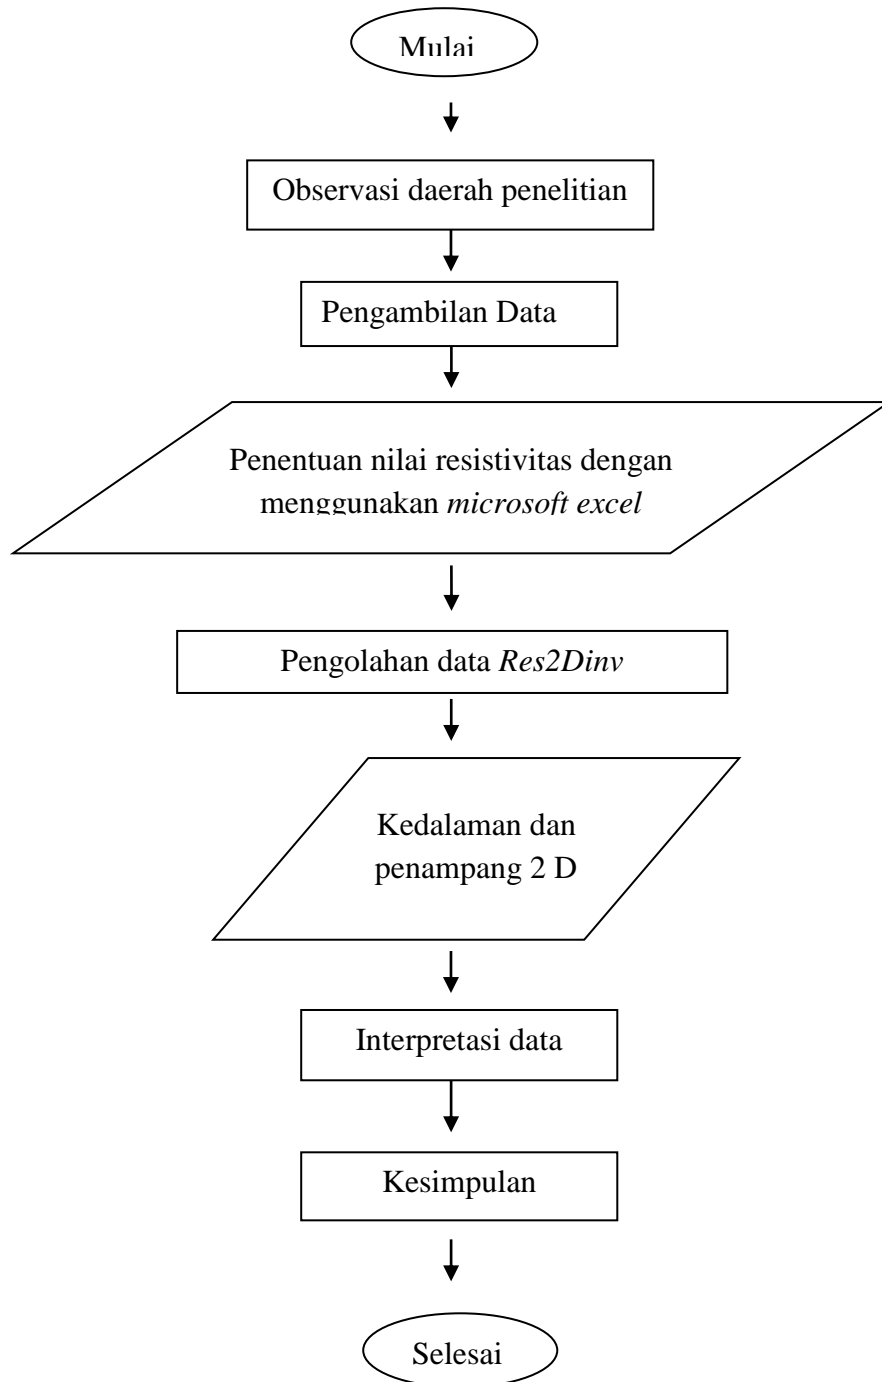 Mulai
Observasi daerah penelitian
Pengambilan Data
Penentuan nilai resistivitas dengan
menggunakan microsoft excel
Pengolahan data Res2Dinv
Kedalaman dan
penampang 2 D
Interpretasi data
Kesimpulan
Selesai